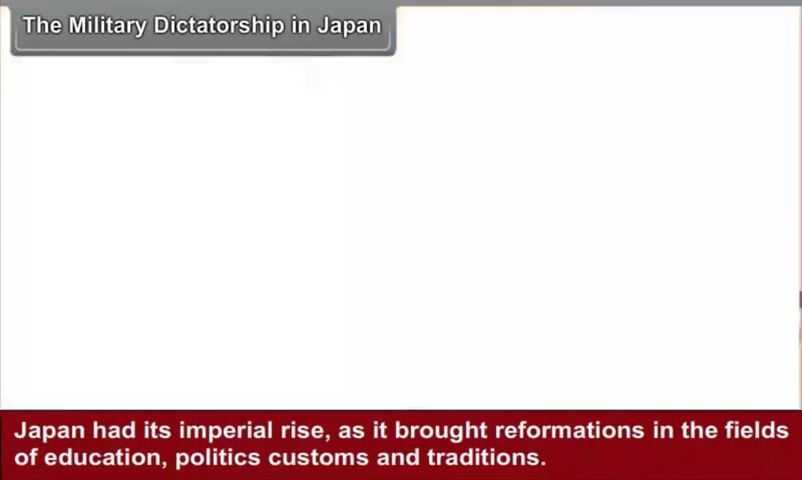 The Military Dictatorship in Japan
Japan had its imperial rise, as it brought reformations in the fields
of education, politics customs and traditions.